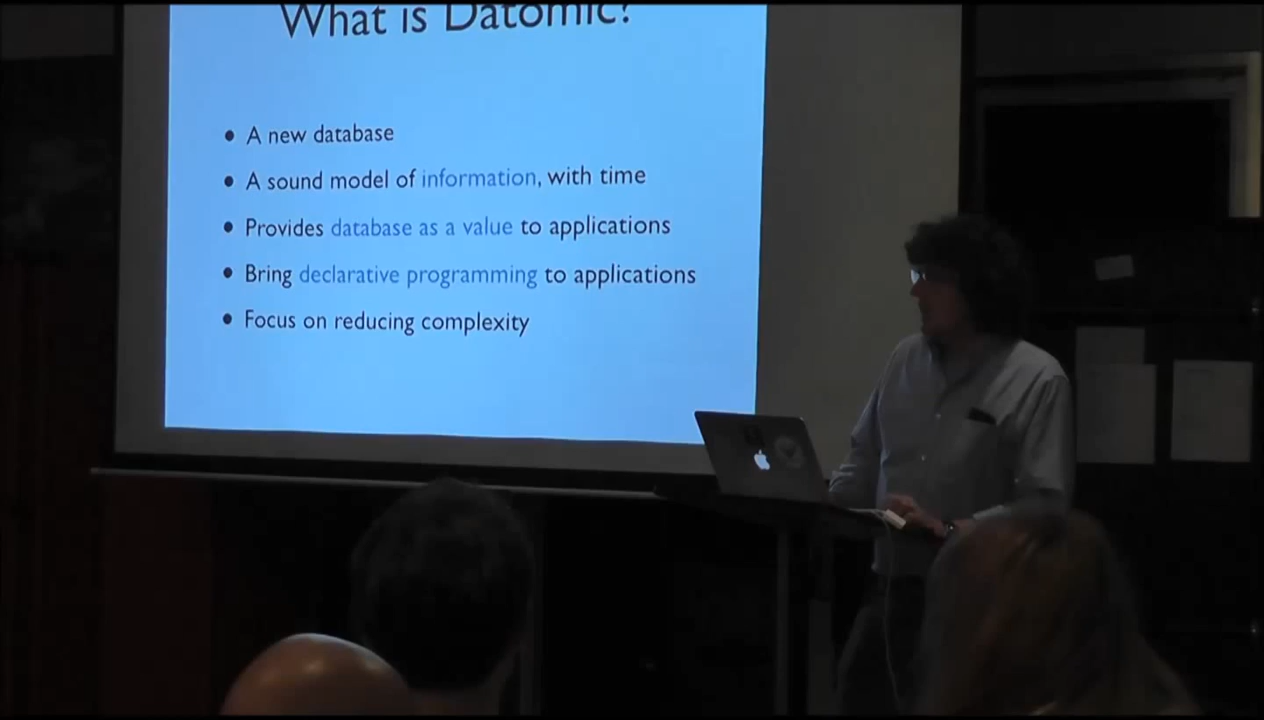 What is Datomic?
• A new database
• A sound model of information, with time
• Provides database as a value to applications
• Bring declarative programming to applications
• Focus on reducing complexity